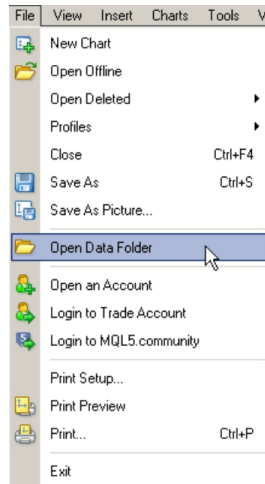 File View Insert Charts Tools
New Chart
Open Offline
Open Deleted
Profiles
Close Ctrl+F4
Save As Ctrl+S
Save As Picture...
Open Data Folder
Open an Account
Login to Trade Account
Login to MQL5.community
Print Setup...
Print Preview
Print... Ctrl+P
Exit